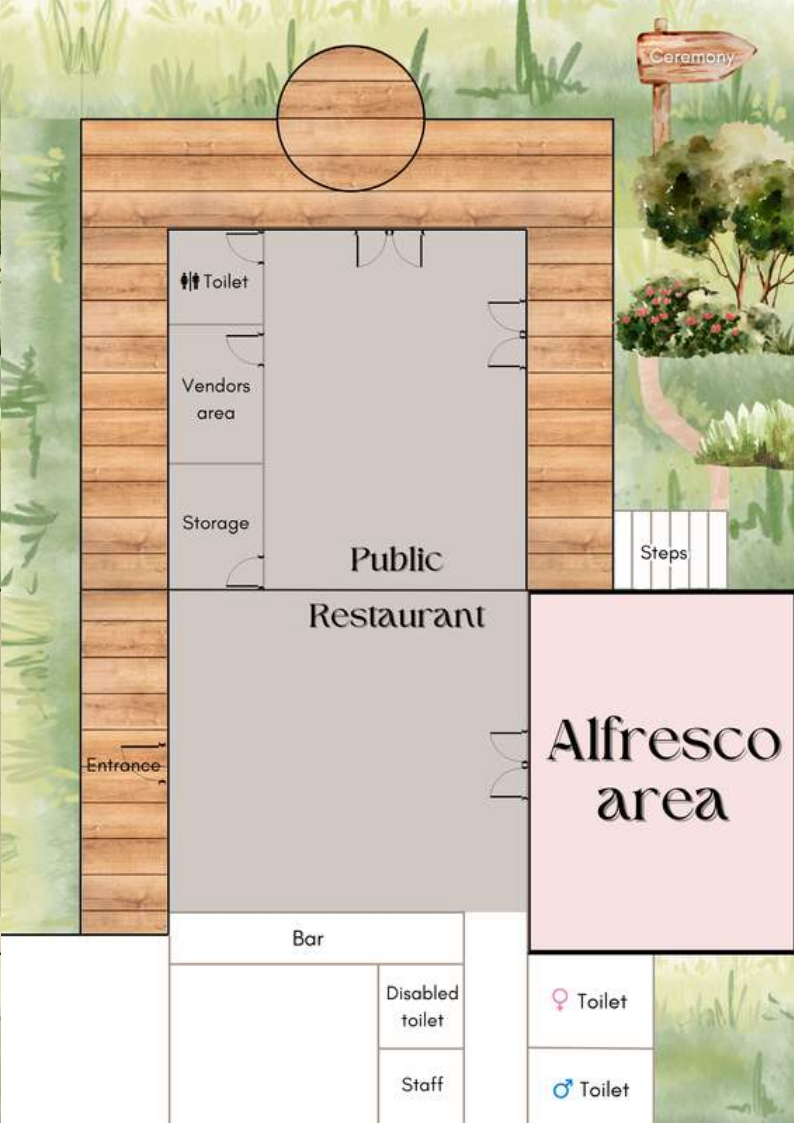 Ceremony
Toilet
Vendors
area
Storage
Steps
Public
Restaurant
Alfresco
area
Entrance
Bar
Disabled
toilet
Toilet
Staff
Toilet